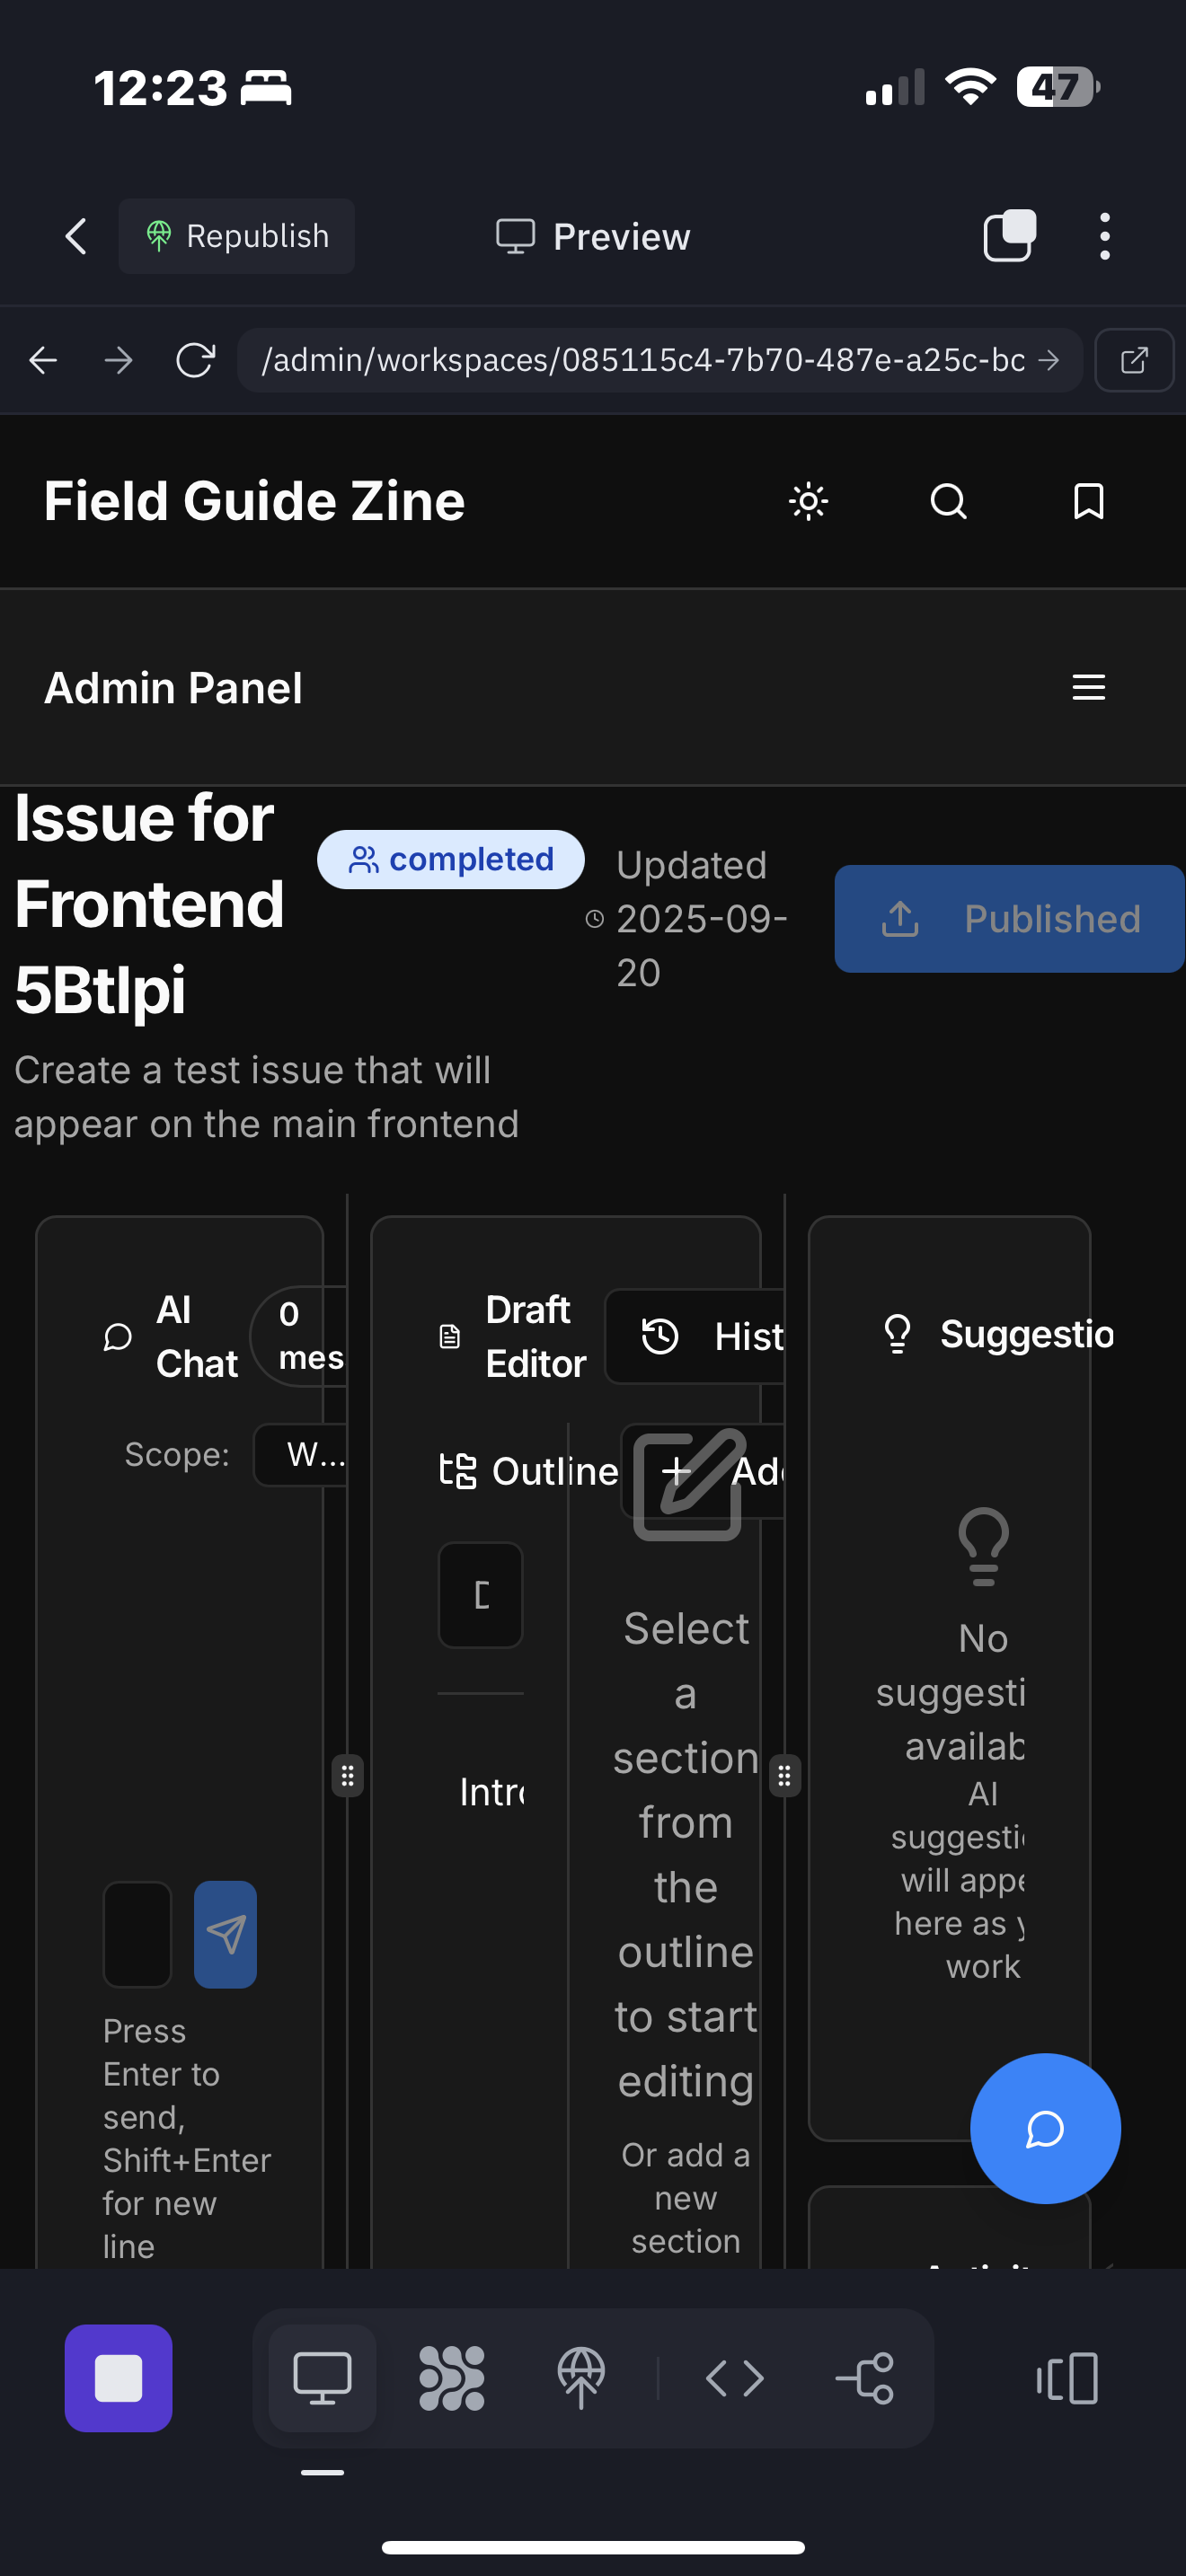 12:23
47
Republish
Preview
/admin/workspaces/085115c4-7b70-487e-a25c-bc
Field Guide Zine
Admin Panel
Issue for
Frontend
5Btlpi
completed
Updated
2025-09-
20
Published
Create a test issue that will
appear on the main frontend
AI
Chat
0
mes
Scope:
W...
Press
Enter to
send,
Shift+Enter
for new
line
Draft
Editor
Hist
Outline
Ad
Intro
Select
a
section
from
the
outline
to start
editing
Or add a
new
section
Suggestio
No
suggesti
availab
AI
suggesti
will appe
here as y
work